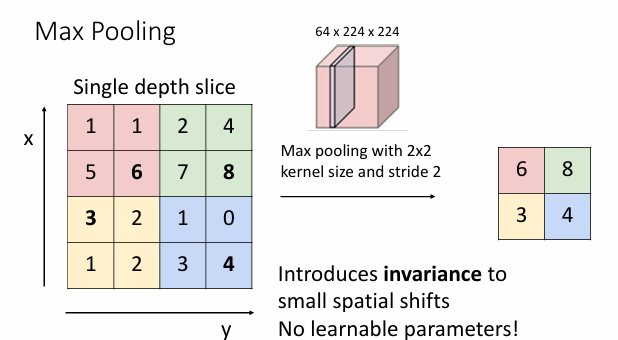 Max Pooling
64 x 224 x 224
Single depth slice
x
1 1 2 4
5 6 7 8
3 2 1 0
1 2 3 4
y
Max pooling with 2x2
kernel size and stride 2
6 8
3 4
Introduces invariance to
small spatial shifts
No learnable parameters!